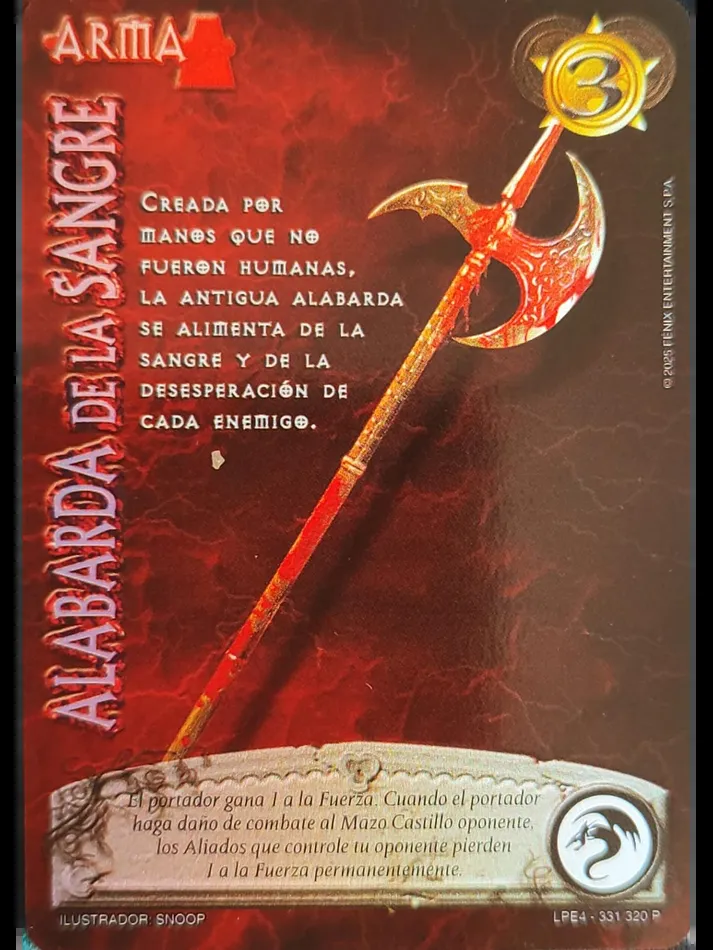 ARMA
3
ALABARDA DE LA SANGRE
CREADA POR
MANOS QUE NO
FUERON HUMANAS,
LA ANTIGUA ALABARDA
SE ALIMENTA DE LA
SANGRE Y DE LA
DESESPERACIÓN DE
CADA ENEMIGO.
© 2025 FÉNIX ENTERTAINMENT S.P.A.
El portador gana 1 a la Fuerza. Cuando el portador
haga daño de combate al Mazo Castillo oponente,
los Aliados que controle tu oponente pierden
1 a la Fuerza permanentemente.
ILUSTRADOR: SNOOP
LPE4 - 331 320 P